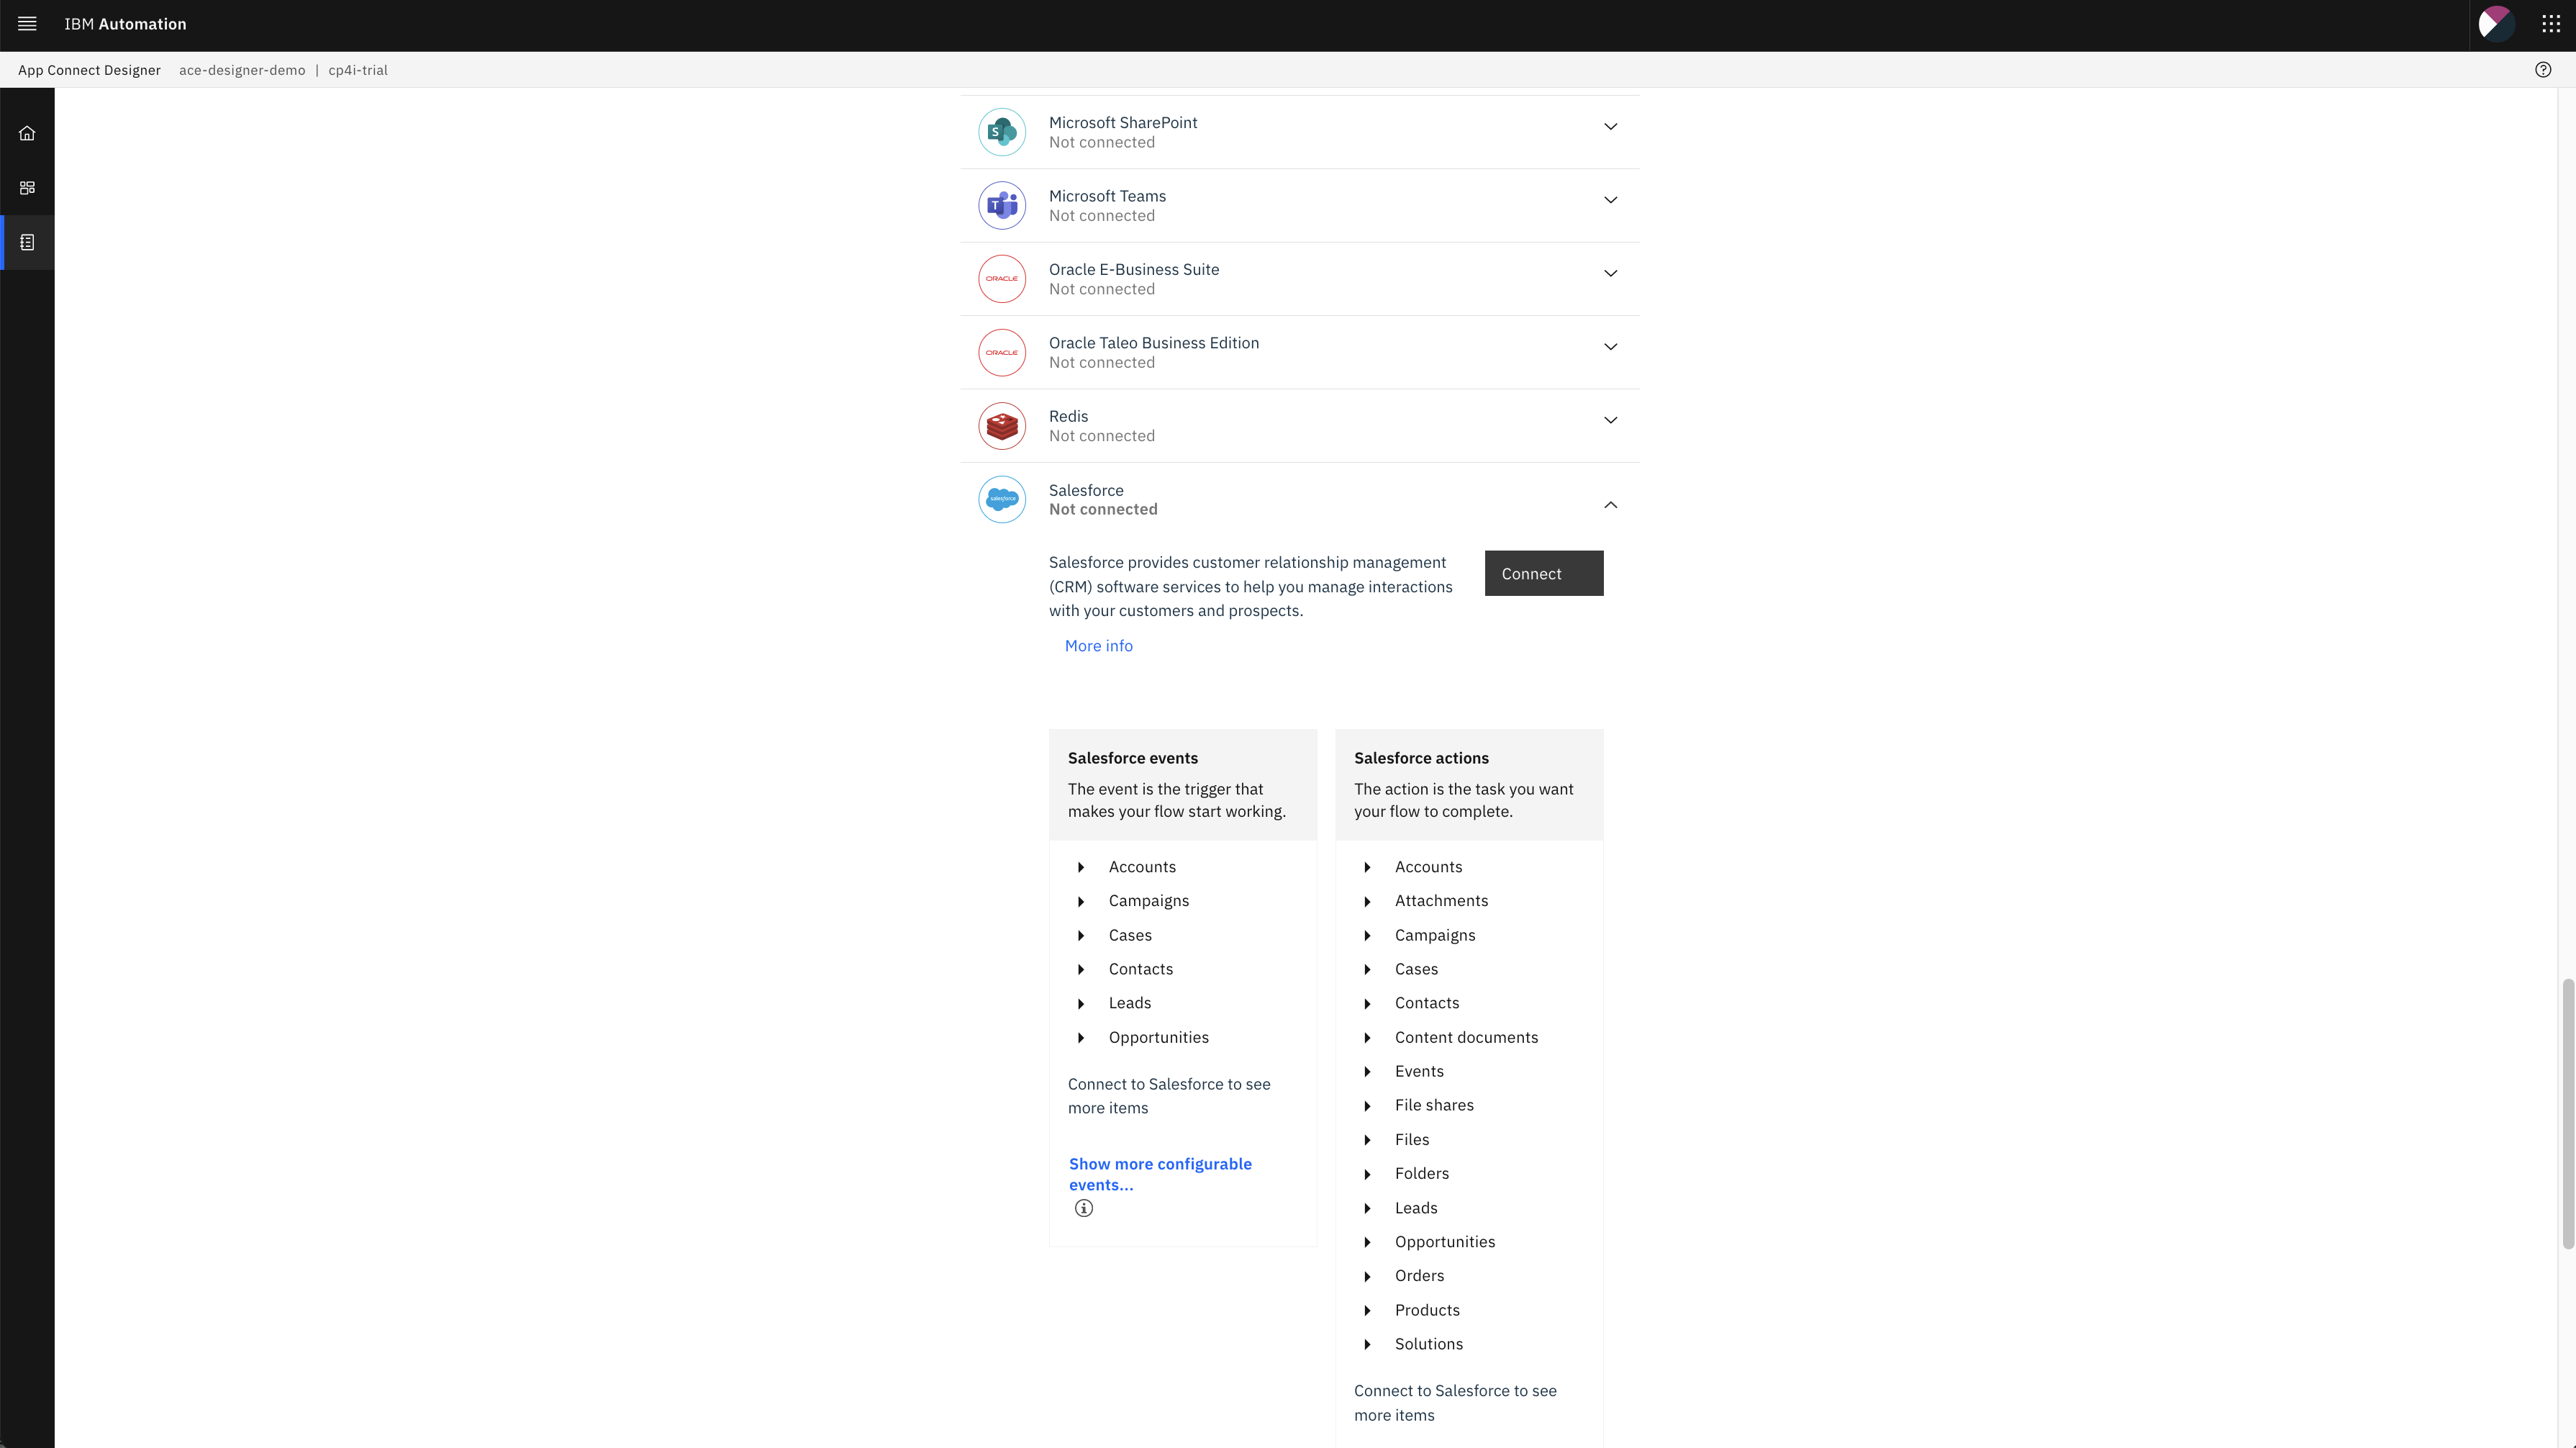 IBM Automation
App Connect Designer ace-designer-demo | cp4i-trial
S
Microsoft SharePoint
Not connected
T
Microsoft Teams
Not connected
ORACLE
Oracle E-Business Suite
Not connected
ORACLE
Oracle Taleo Business Edition
Not connected
Redis
Not connected
salesforce
Salesforce
Not connected
Salesforce provides customer relationship management
(CRM) software services to help you manage interactions
with your customers and prospects.
Connect
More info
Salesforce events
The event is the trigger that
makes your flow start working.
Accounts
Campaigns
Cases
Contacts
Leads
Opportunities
Connect to Salesforce to see
more items
Show more configurable
events...
Salesforce actions
The action is the task you want
your flow to complete.
Accounts
Attachments
Campaigns
Cases
Contacts
Content documents
Events
File shares
Files
Folders
Leads
Opportunities
Orders
Products
Solutions
Connect to Salesforce to see
more items